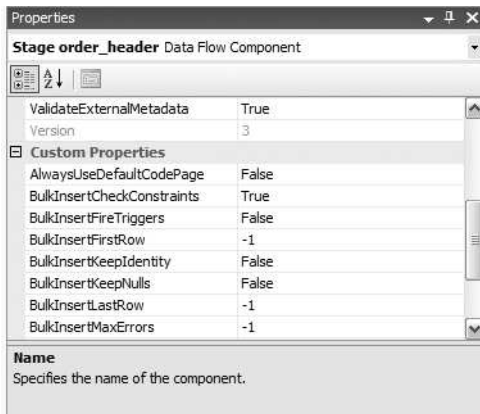 Properties
Stage order_header Data Flow Component
ValidateExternalMetadata True
Version 3
Custom Properties
AlwaysUseDefaultCodePage False
BulkInsertCheckConstraints True
BulkInsertFireTriggers False
BulkInsertFirstRow -1
BulkInsertKeepIdentity False
BulkInsertKeepNulls False
BulkInsertLastRow -1
BulkInsertMaxErrors -1
Name
Specifies the name of the component.